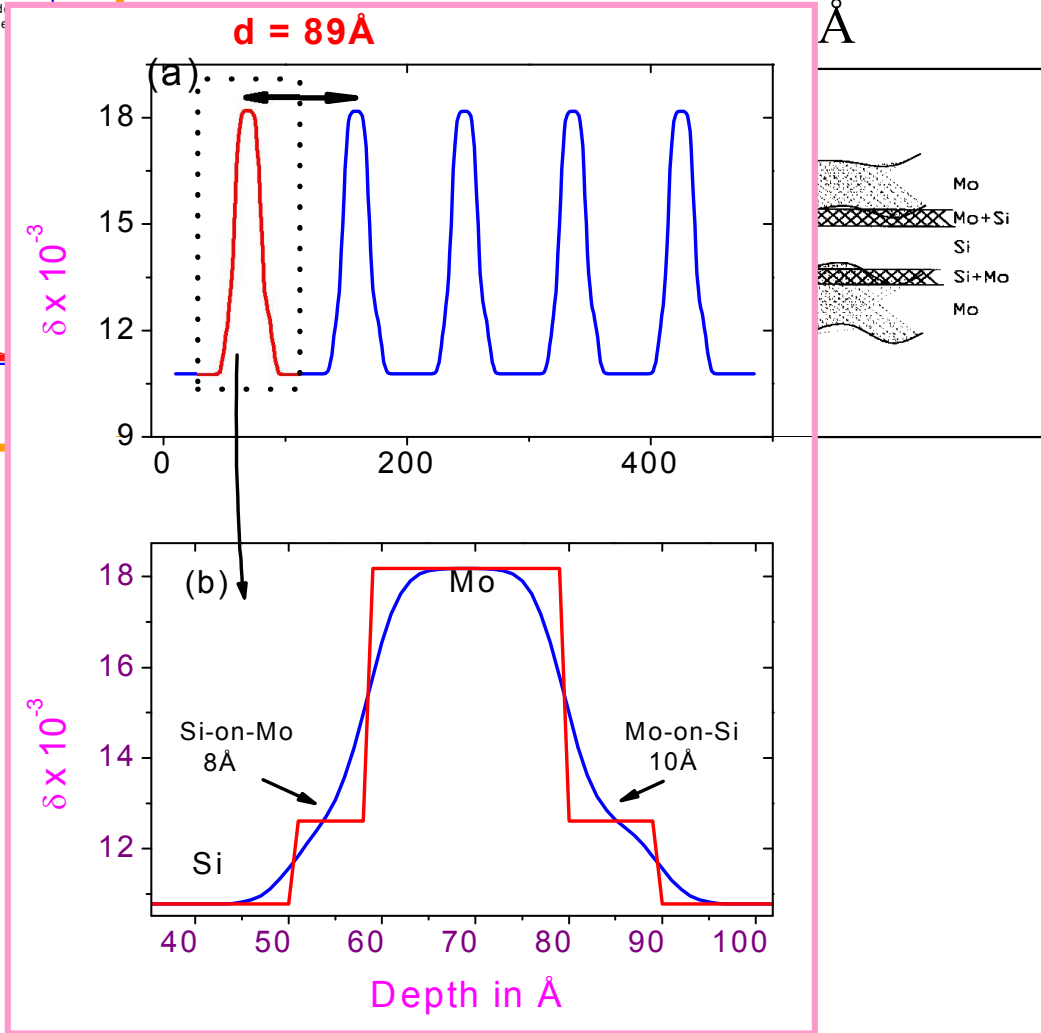 d = 89Å
Å
(a)
18
15
12
9
δ x 10⁻³
0 200 400
Mo
Mo+Si
Si
Si+Mo
Mo
(b)
18
16
14
12
δ x 10⁻³
Mo
Si-on-Mo
8Å
Mo-on-Si
10Å
Si
40 50 60 70 80 90 100
Depth in Å